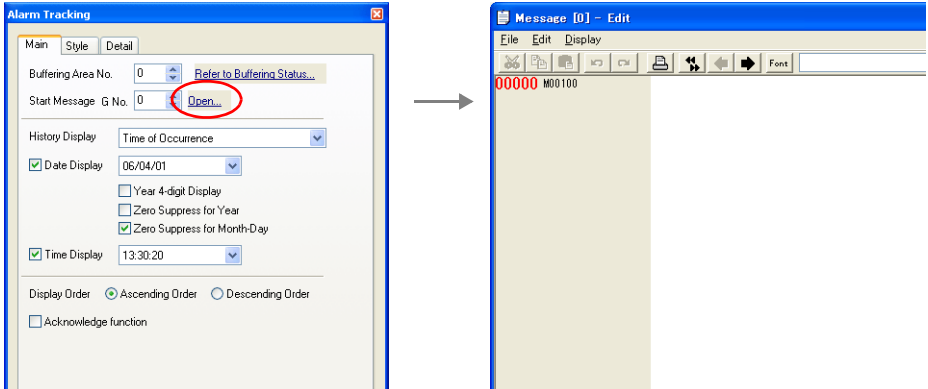 Alarm Tracking
Main Style Detail
Buffering Area No. 0 Refer to Buffering Status...
Start Message G No. 0 Open...
History Display Time of Occurrence
Date Display 06/04/01
Year 4-digit Display
Zero Suppress for Year
Zero Suppress for Month-Day
Time Display 13:30:20
Display Order Ascending Order Descending Order
Acknowledge function
Message [0] - Edit
File Edit Display
Font
00000 M00100